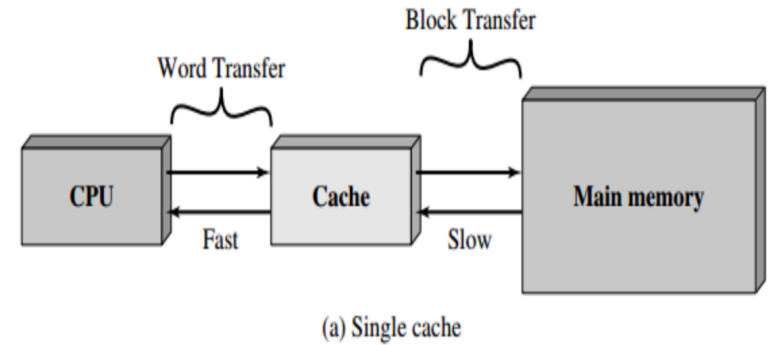 Block Transfer
Word Transfer
CPU
Cache
Main memory
Fast
Slow
(a) Single cache